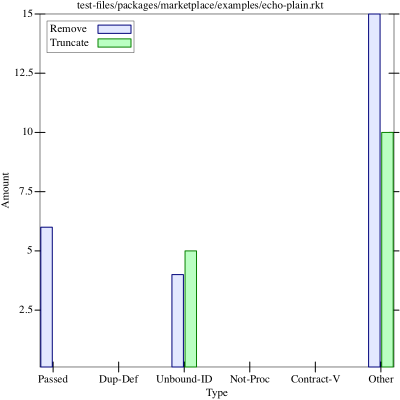 test-files/packages/marketplace/examples/echo-plain.rkt
Remove
Truncate
15
12.5
10
7.5
5
2.5
Amount
Passed Dup-Def Unbound-ID Not-Proc Contract-V Other
Type